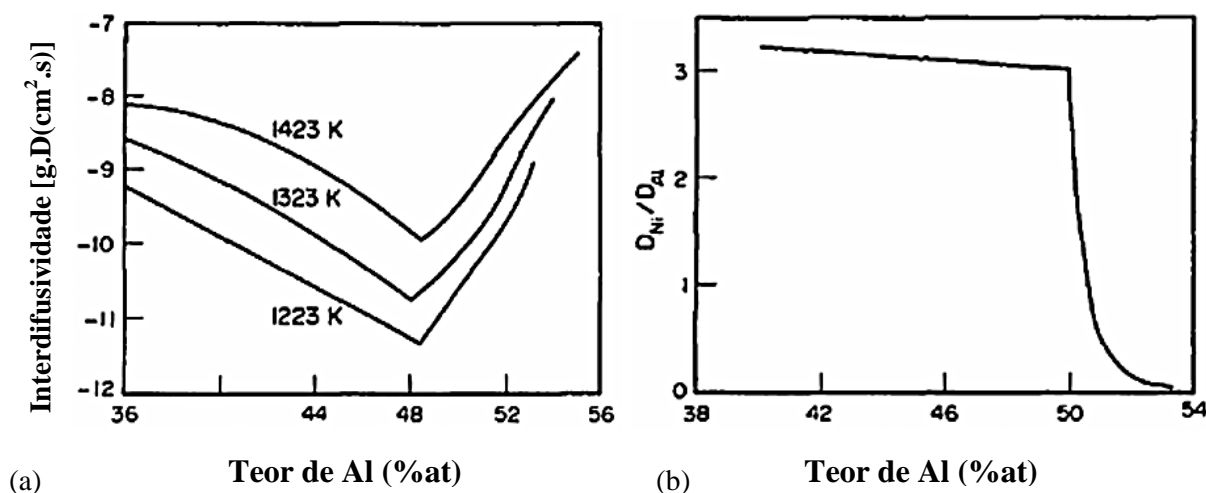 -7
-8
-9
-10
-11
-12
36
44
48
52
56
1423 K
1323 K
1223 K
Interdifusividade [g.D(cm².s)]
(a)
Teor de Al (%at)
3
2
1
0
38
42
46
50
54
D_Ni/D_Al
(b)
Teor de Al (%at)